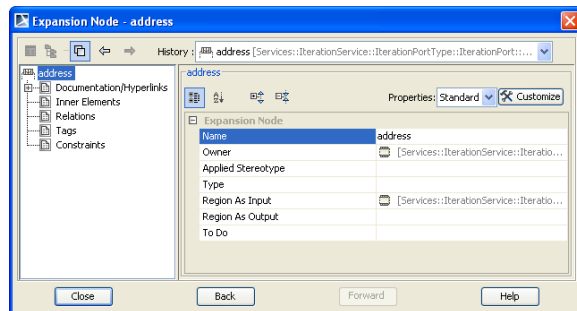 Expansion Node - address
History : address [Services::IterationService::IterationPortType::IterationPort::...
address
Documentation/Hyperlinks
Inner Elements
Relations
Tags
Constraints
address
Properties: Standard Customize
Expansion Node
Name address
Owner [Services::IterationService::Iteratio...
Applied Stereotype
Type
Region As Input [Services::IterationService::Iteratio...
Region As Output
To Do
Close Back Forward Help